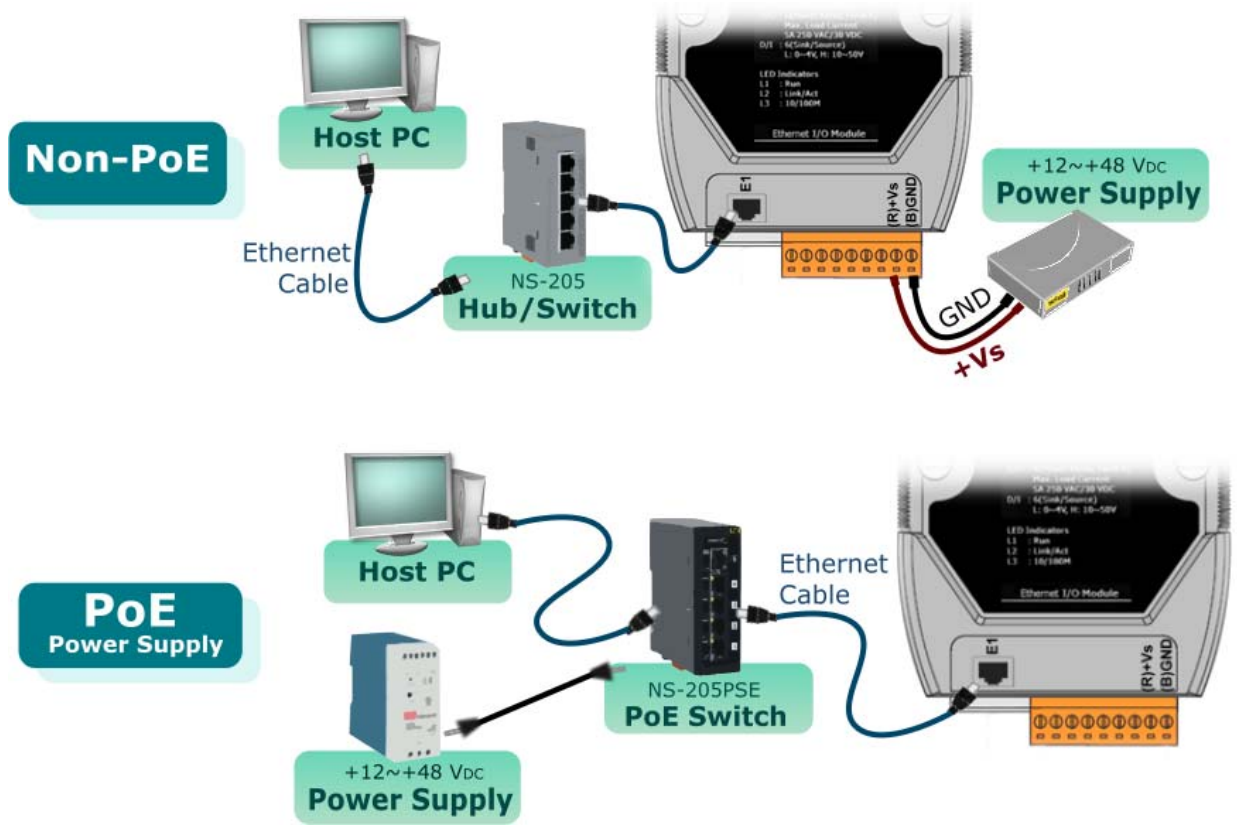 Max. Load Current
5A 250 VAC/30 VDC
D/I : 6(Sink/Source)
L: 0~4V, H: 10~50V
LED Indicators
L1 : Run
L2 : Link/Act
L3 : 10/100M
Ethernet I/O Module
E1
(R)+Vs
(B)GND
Non-PoE
Host PC
Ethernet
Cable
NS-205
Hub/Switch
+12~+48 VDC
Power Supply
GND
+Vs
Max. Load Current
5A 250 VAC/30 VDC
D/I : 6(Sink/Source)
L: 0~4V, H: 10~50V
LED Indicators
L1 : Run
L2 : Link/Act
L3 : 10/100M
Ethernet I/O Module
E1
(R)+Vs
(B)GND
PoE
Power Supply
Host PC
Ethernet
Cable
NS-205PSE
PoE Switch
+12~+48 VDC
Power Supply